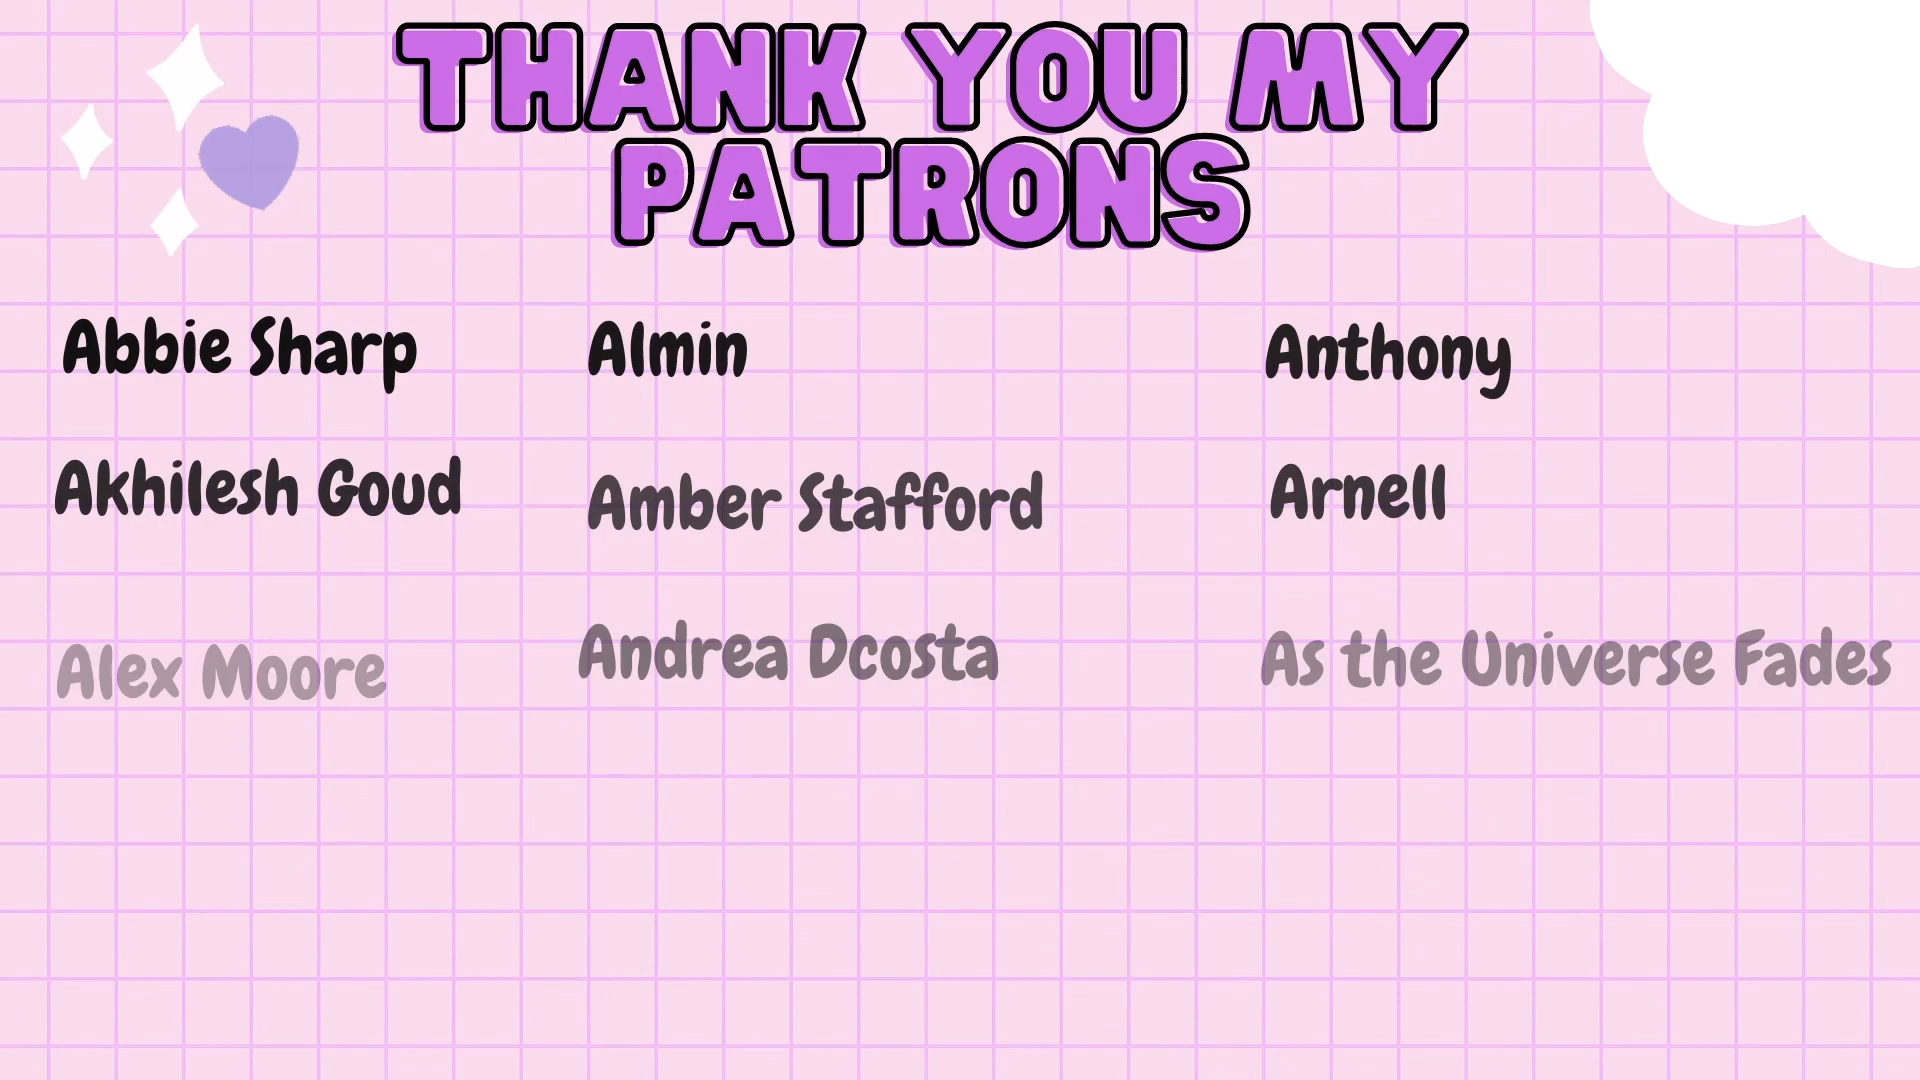 THANK YOU MY
PATRONS
Abbie Sharp
Akhilesh Goud
Alex Moore
Almin
Amber Stafford
Andrea Dcosta
Anthony
Arnell
As the Universe Fades